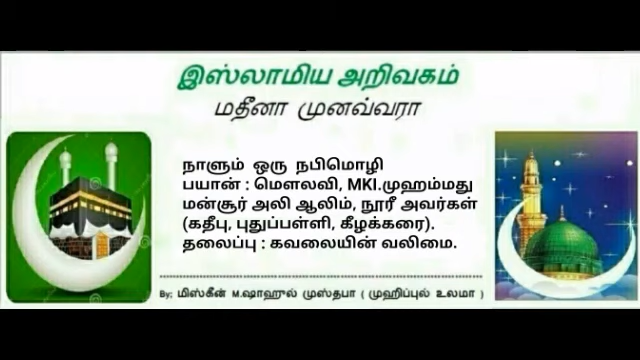 இஸ்லாமிய அறிவகம்
மதீனா முனவ்வரா
நாளும் ஒரு நபிமொழி
பயான் : மௌலவி, MKI.முஹம்மது
மன்சூர் அலி ஆலிம், நூரீ அவர்கள்
(கதீபு, புதுப்பள்ளி, கீழக்கரை).
தலைப்பு : கவலையின் வலிமை.
By; மிஸ்கீன் M.ஷாஹுல் முஸ்தபா ( முஹிப்புல் உலமா )